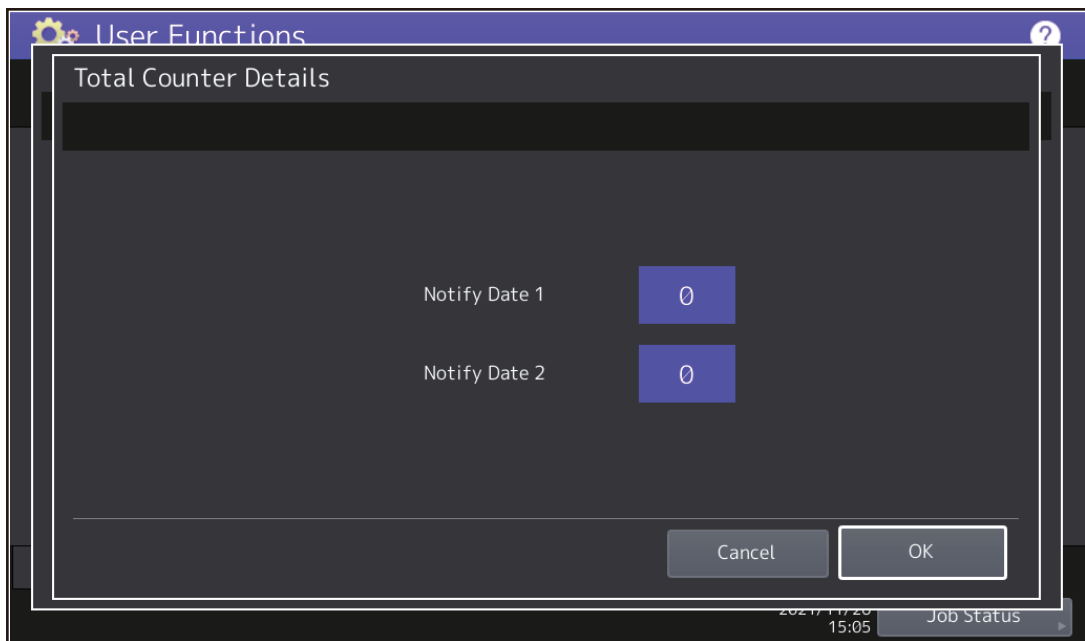 User Functions
?
Total Counter Details
Notify Date 1
0
Notify Date 2
0
Cancel
OK
15:05
Job Status